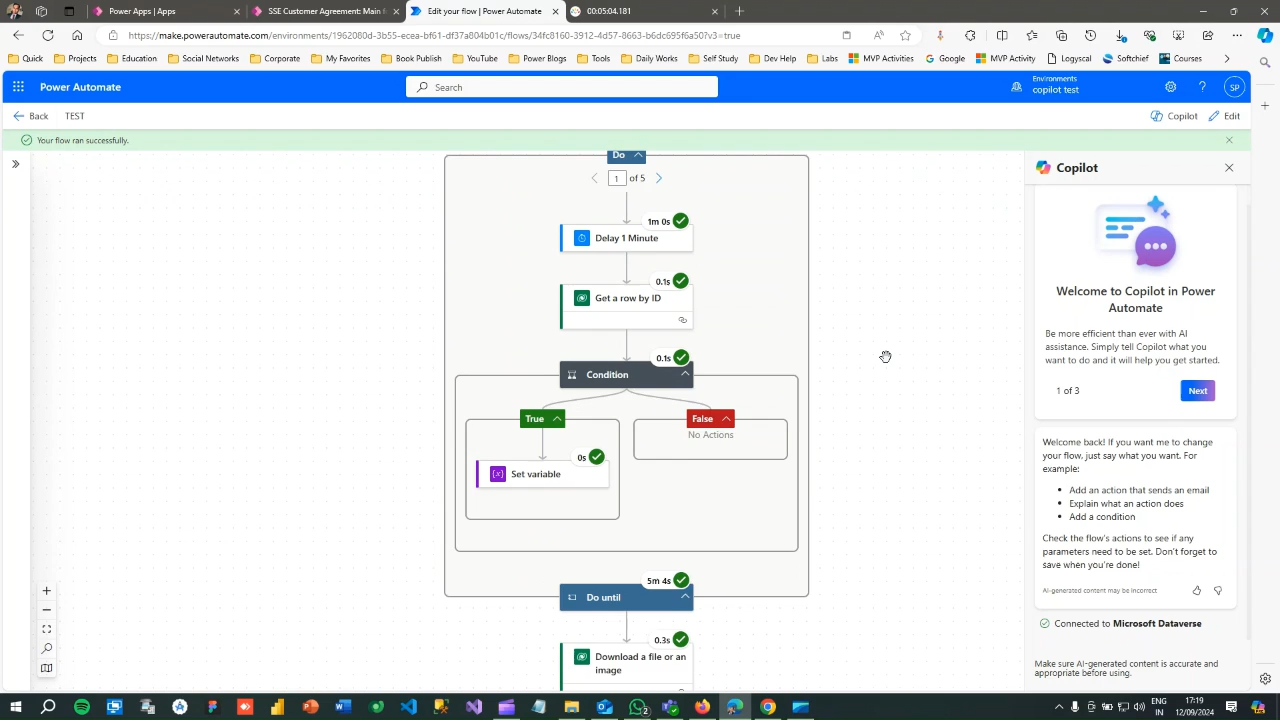 Power Apps | Apps
SSE Customer Agreement: Main f
Edit your flow | Power Automate
00:05:04.181
https://make.powerautomate.com/environments/1962080d-3b55-ecea-bf61-df37a804b01c/flows/34fc8160-3912-4d57-8663-b6dc695f6a50?v3=true
Quick
Projects
Education
Social Networks
Corporate
My Favorites
Book Publish
YouTube
Power Blogs
Tools
Daily Works
Self Study
Dev Help
Labs
MVP Activities
Google
MVP Activity
Logyscal
Softchief
Courses
Power Automate
Search
Environments
copilot test
SP
Back
TEST
Copilot
Edit
Your flow ran successfully.
Do
1 of 5
1m 0s
Delay 1 Minute
0.1s
Get a row by ID
0.1s
Condition
True
False
No Actions
0s
Set variable
5m 4s
Do until
0.3s
Download a file or an
image
Copilot
Welcome to Copilot in Power
Automate
Be more efficient than ever with AI
assistance. Simply tell Copilot what you
want to do and it will help you get started.
1 of 3
Next
Welcome back! If you want me to change
your flow, just say what you want. For
example:
• Add an action that sends an email
• Explain what an action does
• Add a condition
Check the flow's actions to see if any
parameters need to be set. Don't forget to
save when you're done!
AI-generated content may be incorrect
Connected to Microsoft Dataverse
Make sure AI-generated content is accurate and
appropriate before using.
ENG
IN
17:19
12/09/2024